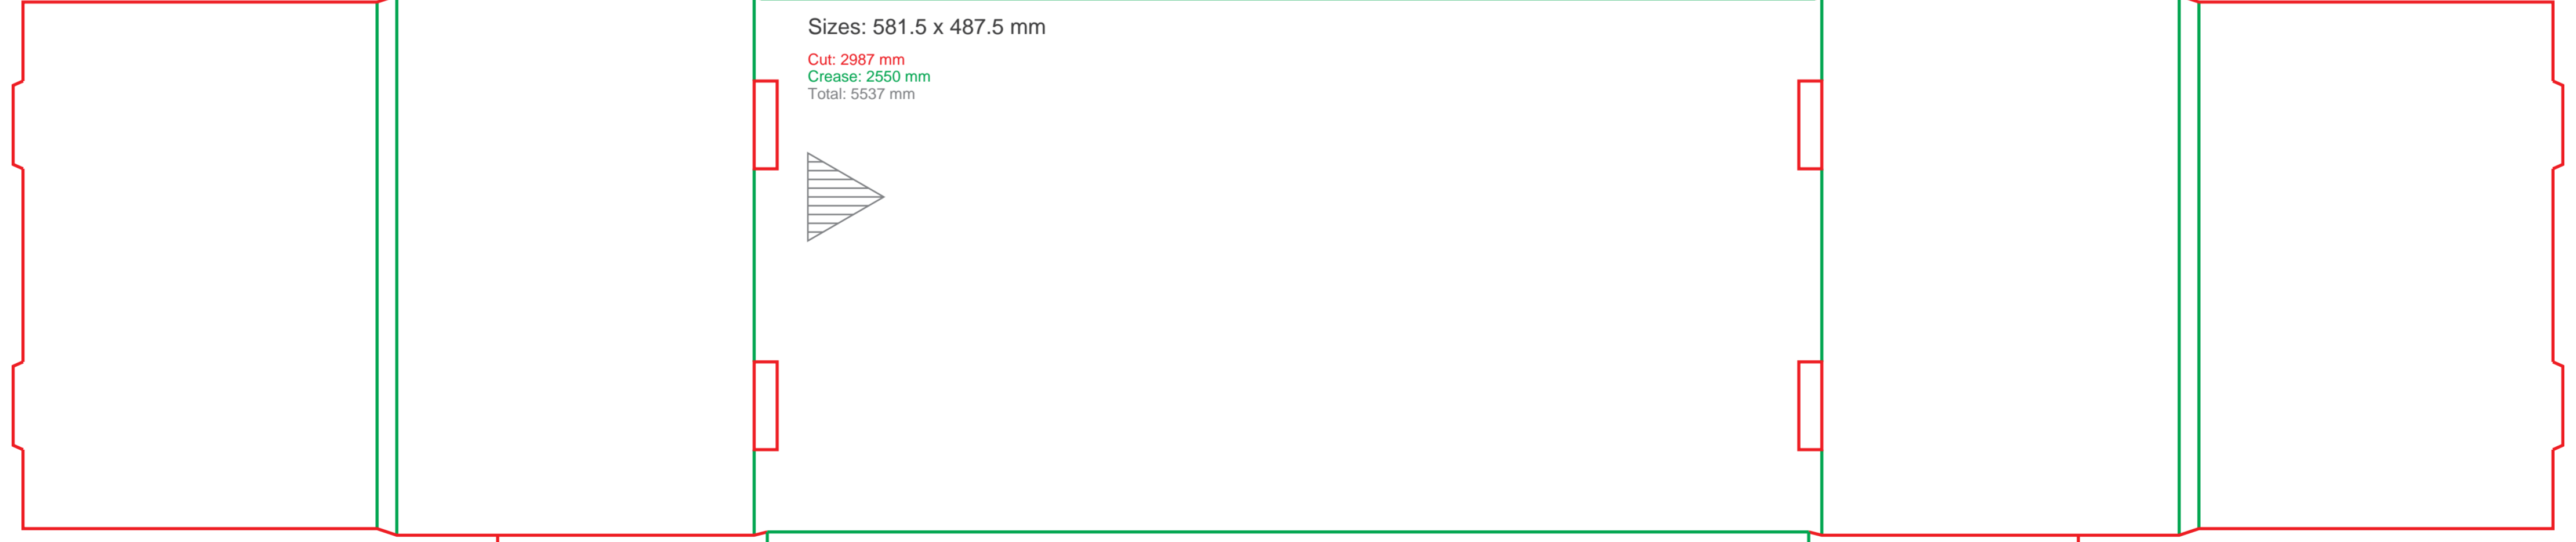 Sizes: 581.5 x 487.5 mm
Cut: 2987 mm
Crease: 2550 mm
Total: 5537 mm